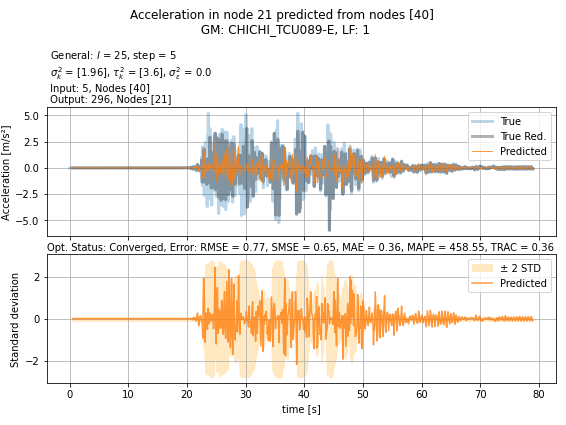 Acceleration in node 21 predicted from nodes [40]
GM: CHICHI_TCU089-E, LF: 1
General: l = 25, step = 5
σ²ₖ = [1.96], τ²ₖ = [3.6], σ²ε = 0.0
Input: 5, Nodes [40]
Output: 296, Nodes [21]
5.0
2.5
0.0
−2.5
−5.0
Acceleration [m/s²]
True
True Red.
Predicted
Opt. Status: Converged, Error: RMSE = 0.77, SMSE = 0.65, MAE = 0.36, MAPE = 458.55, TRAC = 0.36
2
0
−2
Standard deviation
± 2 STD
Predicted
0 10 20 30 40 50 60 70 80
time [s]